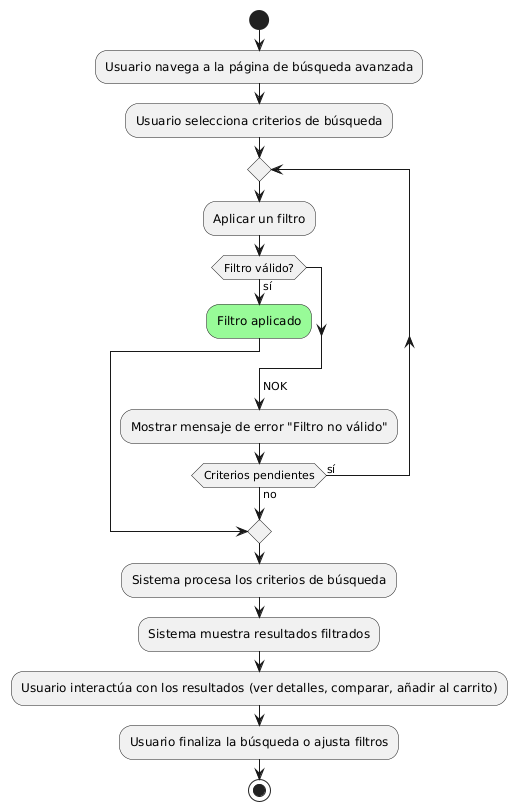 Usuario navega a la página de búsqueda avanzada
Usuario selecciona criterios de búsqueda
Aplicar un filtro
Filtro válido?
sí
Filtro aplicado
NOK
Mostrar mensaje de error "Filtro no válido"
Criterios pendientes
sí
no
Sistema procesa los criterios de búsqueda
Sistema muestra resultados filtrados
Usuario interactúa con los resultados (ver detalles, comparar, añadir al carrito)
Usuario finaliza la búsqueda o ajusta filtros